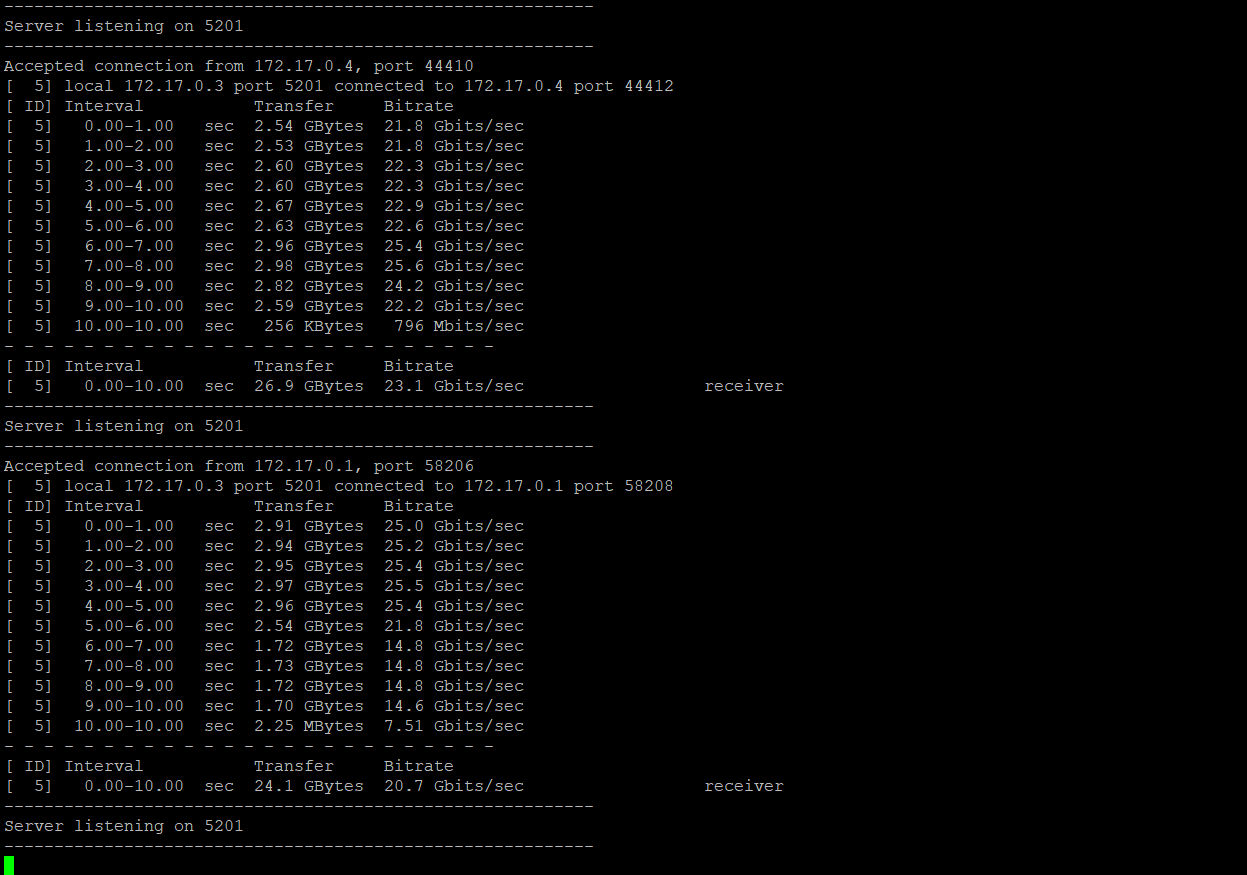 -----------------------------------------------------------
Server listening on 5201
-----------------------------------------------------------
Accepted connection from 172.17.0.4, port 44410
[  5] local 172.17.0.3 port 5201 connected to 172.17.0.4 port 44412
[ ID] Interval           Transfer     Bitrate
[  5]   0.00-1.00   sec  2.54 GBytes  21.8 Gbits/sec
[  5]   1.00-2.00   sec  2.53 GBytes  21.8 Gbits/sec
[  5]   2.00-3.00   sec  2.60 GBytes  22.3 Gbits/sec
[  5]   3.00-4.00   sec  2.60 GBytes  22.3 Gbits/sec
[  5]   4.00-5.00   sec  2.67 GBytes  22.9 Gbits/sec
[  5]   5.00-6.00   sec  2.63 GBytes  22.6 Gbits/sec
[  5]   6.00-7.00   sec  2.96 GBytes  25.4 Gbits/sec
[  5]   7.00-8.00   sec  2.98 GBytes  25.6 Gbits/sec
[  5]   8.00-9.00   sec  2.82 GBytes  24.2 Gbits/sec
[  5]   9.00-10.00  sec  2.59 GBytes  22.2 Gbits/sec
[  5]  10.00-10.00  sec   256 KBytes   796 Mbits/sec
- - - - - - - - - - - - - - - - - - - - - - - - -
[ ID] Interval           Transfer     Bitrate
[  5]   0.00-10.00  sec  26.9 GBytes  23.1 Gbits/sec                  receiver
-----------------------------------------------------------
Server listening on 5201
-----------------------------------------------------------
Accepted connection from 172.17.0.1, port 58206
[  5] local 172.17.0.3 port 5201 connected to 172.17.0.1 port 58208
[ ID] Interval           Transfer     Bitrate
[  5]   0.00-1.00   sec  2.91 GBytes  25.0 Gbits/sec
[  5]   1.00-2.00   sec  2.94 GBytes  25.2 Gbits/sec
[  5]   2.00-3.00   sec  2.95 GBytes  25.4 Gbits/sec
[  5]   3.00-4.00   sec  2.97 GBytes  25.5 Gbits/sec
[  5]   4.00-5.00   sec  2.96 GBytes  25.4 Gbits/sec
[  5]   5.00-6.00   sec  2.54 GBytes  21.8 Gbits/sec
[  5]   6.00-7.00   sec  1.72 GBytes  14.8 Gbits/sec
[  5]   7.00-8.00   sec  1.73 GBytes  14.8 Gbits/sec
[  5]   8.00-9.00   sec  1.72 GBytes  14.8 Gbits/sec
[  5]   9.00-10.00  sec  1.70 GBytes  14.6 Gbits/sec
[  5]  10.00-10.00  sec  2.25 MBytes  7.51 Gbits/sec
- - - - - - - - - - - - - - - - - - - - - - - - -
[ ID] Interval           Transfer     Bitrate
[  5]   0.00-10.00  sec  24.1 GBytes  20.7 Gbits/sec                  receiver
-----------------------------------------------------------
Server listening on 5201
-----------------------------------------------------------